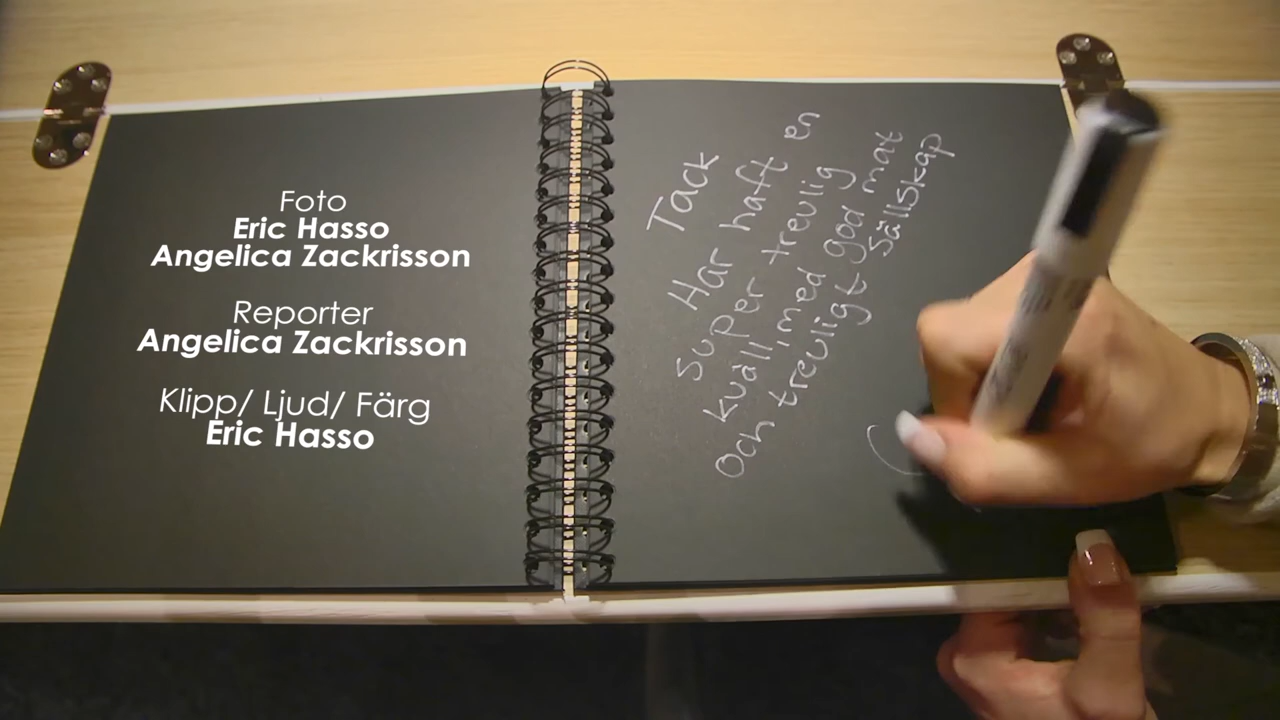 Foto
Eric Hasso
Angelica Zackrisson
Reporter
Angelica Zackrisson
Klipp/ Ljud/ Färg
Eric Hasso
Tack
Har haft en
super trevlig
kväll med god mat
Och trevligt sällskap